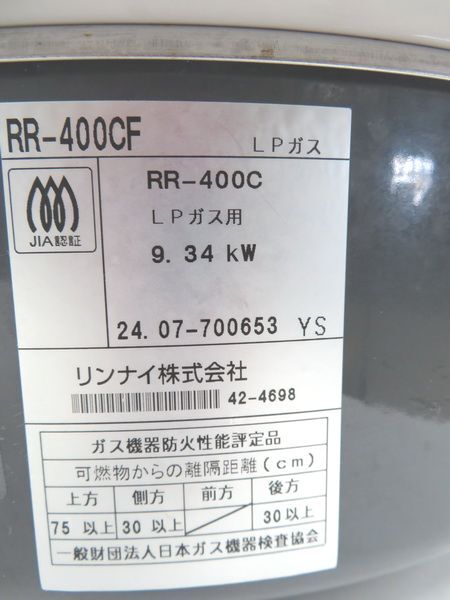 RR-400CF LPガス
JIA認証
RR-400C
LPガス用
9. 34 kW
24. 07-700653 YS
リンナイ株式会社
42-4698
ガス機器防火性能評定品
可燃物からの離隔距離(cm)
上方 側方 前方 後方
75 以上 30 以上 30以上
一般財団法人日本ガス機器検査協会